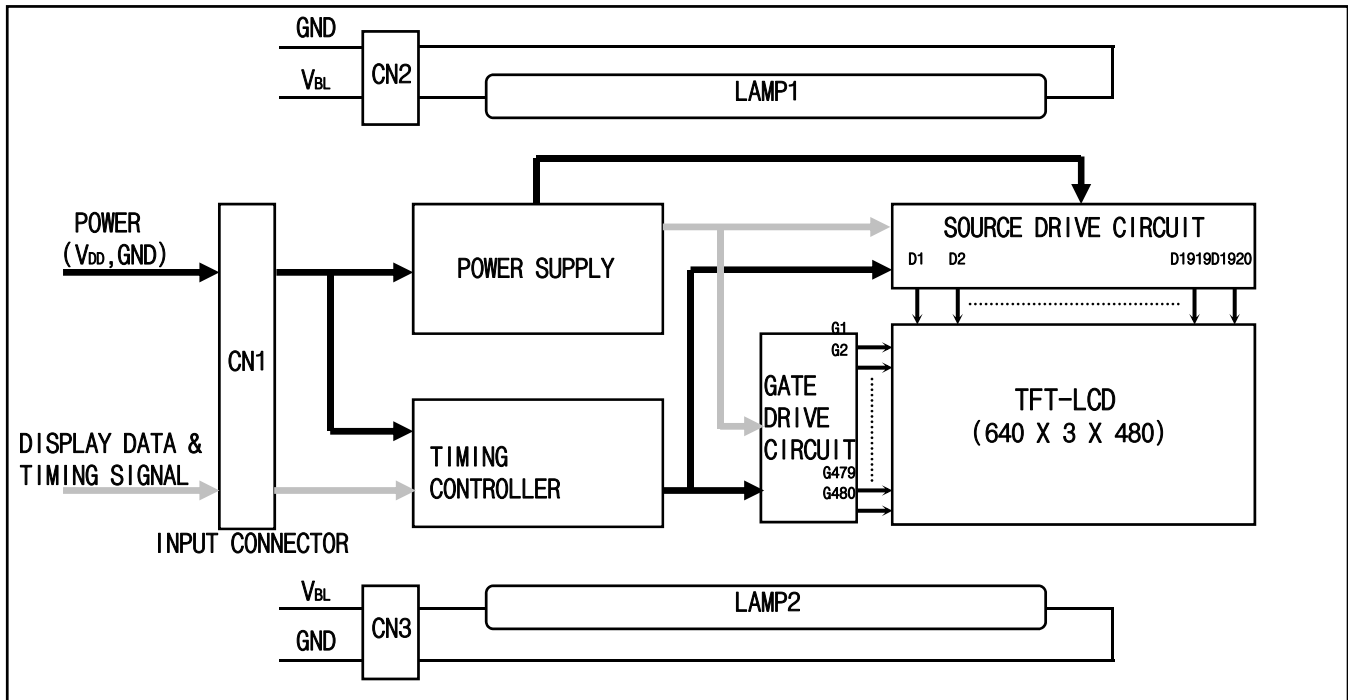 GND
VBL
CN2
LAMP1
POWER
(VDD,GND)
CN1
DISPLAY DATA &
TIMING SIGNAL
INPUT CONNECTOR
POWER SUPPLY
TIMING
CONTROLLER
SOURCE DRIVE CIRCUIT
D1 D2 D1919D1920
G1
G2
GATE
DRIVE
CIRCUIT
G479
G480
TFT-LCD
(640 X 3 X 480)
VBL
GND
CN3
LAMP2